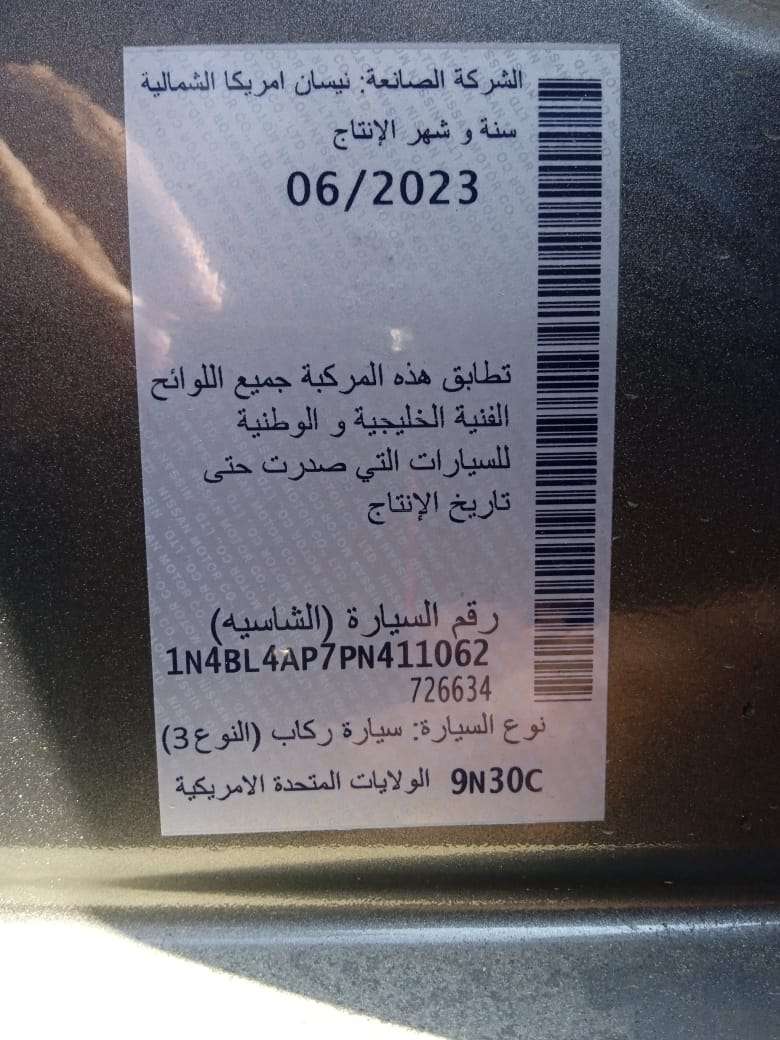 الشركة الصانعة: نيسان امريكا الشمالية
سنة و شهر الإنتاج
06/2023
تطابق هذه المركبة جميع اللوائح
الفنية الخليجية و الوطنية
للسيارات التي صدرت حتى
تاريخ الإنتاج
رقم السيارة (الشاسيه)
1N4BL4AP7PN411062
726634
نوع السيارة: سيارة ركاب (النوع 3)
9N30C الولايات المتحدة الامريكية